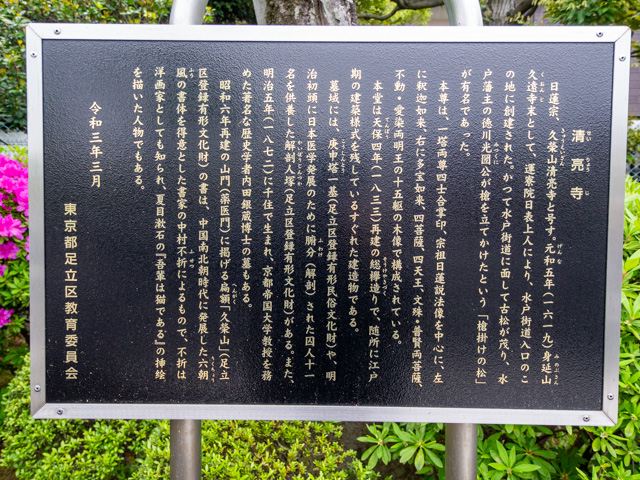 清亮寺
せいりょうじ
日蓮宗、久榮山清亮寺と号す。元和五年（一六一九）身延山
久遠寺末として、運寮院日表上人により、水戸街道入口のこ
の地に創建された。かつて水戸街道に面して古松が茂り、水
戸藩主の徳川光圀公が槍を立てかけたという「槍掛けの松」
が有名であった。
本尊は、一塔両尊四士合掌印、宗祖日蓮説法像を中心に、左
に釈迦如来、右に多宝如来、四菩薩、四天王、文殊・普賢両菩薩、
不動・愛染両明王の十五躯の木像で構成されている。
本堂は天保四年（一八三三）再建の総欅造りで、随所に江戸
期の建築様式を残しているすぐれた建造物である。
墓域には、庚申塔一基（足立区登録有形民俗文化財）や、明
治初頭に日本医学発展のために腑分（解剖）された囚人十一
名を供養した解剖人塚（足立区登録有形文化財）がある。また、
明治五年（一八七二）に千住で生まれ、京都帝国大学教授を務
めた著名な歴史学者内田銀蔵博士の墓もある。
昭和六年再建の山門（薬医門）に掲げる扁額「久榮山」（足立
区登録有形文化財）の書は、中国南北朝時代に発展した六朝
風の書体を得意とした書家の中村不折によるもので、不折は
洋画家としても知られ、夏目漱石の『吾輩は猫である』の挿絵
を描いた人物でもある。
令和三年三月
東京都足立区教育委員会